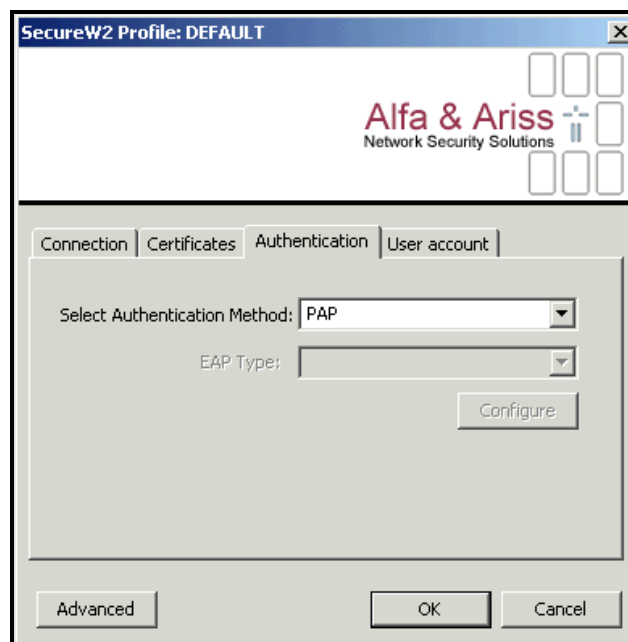 SecureW2 Profile: DEFAULT
Alfa & Ariss
Network Security Solutions
Connection Certificates Authentication User account
Select Authentication Method: PAP
EAP Type:
Configure
Advanced OK Cancel